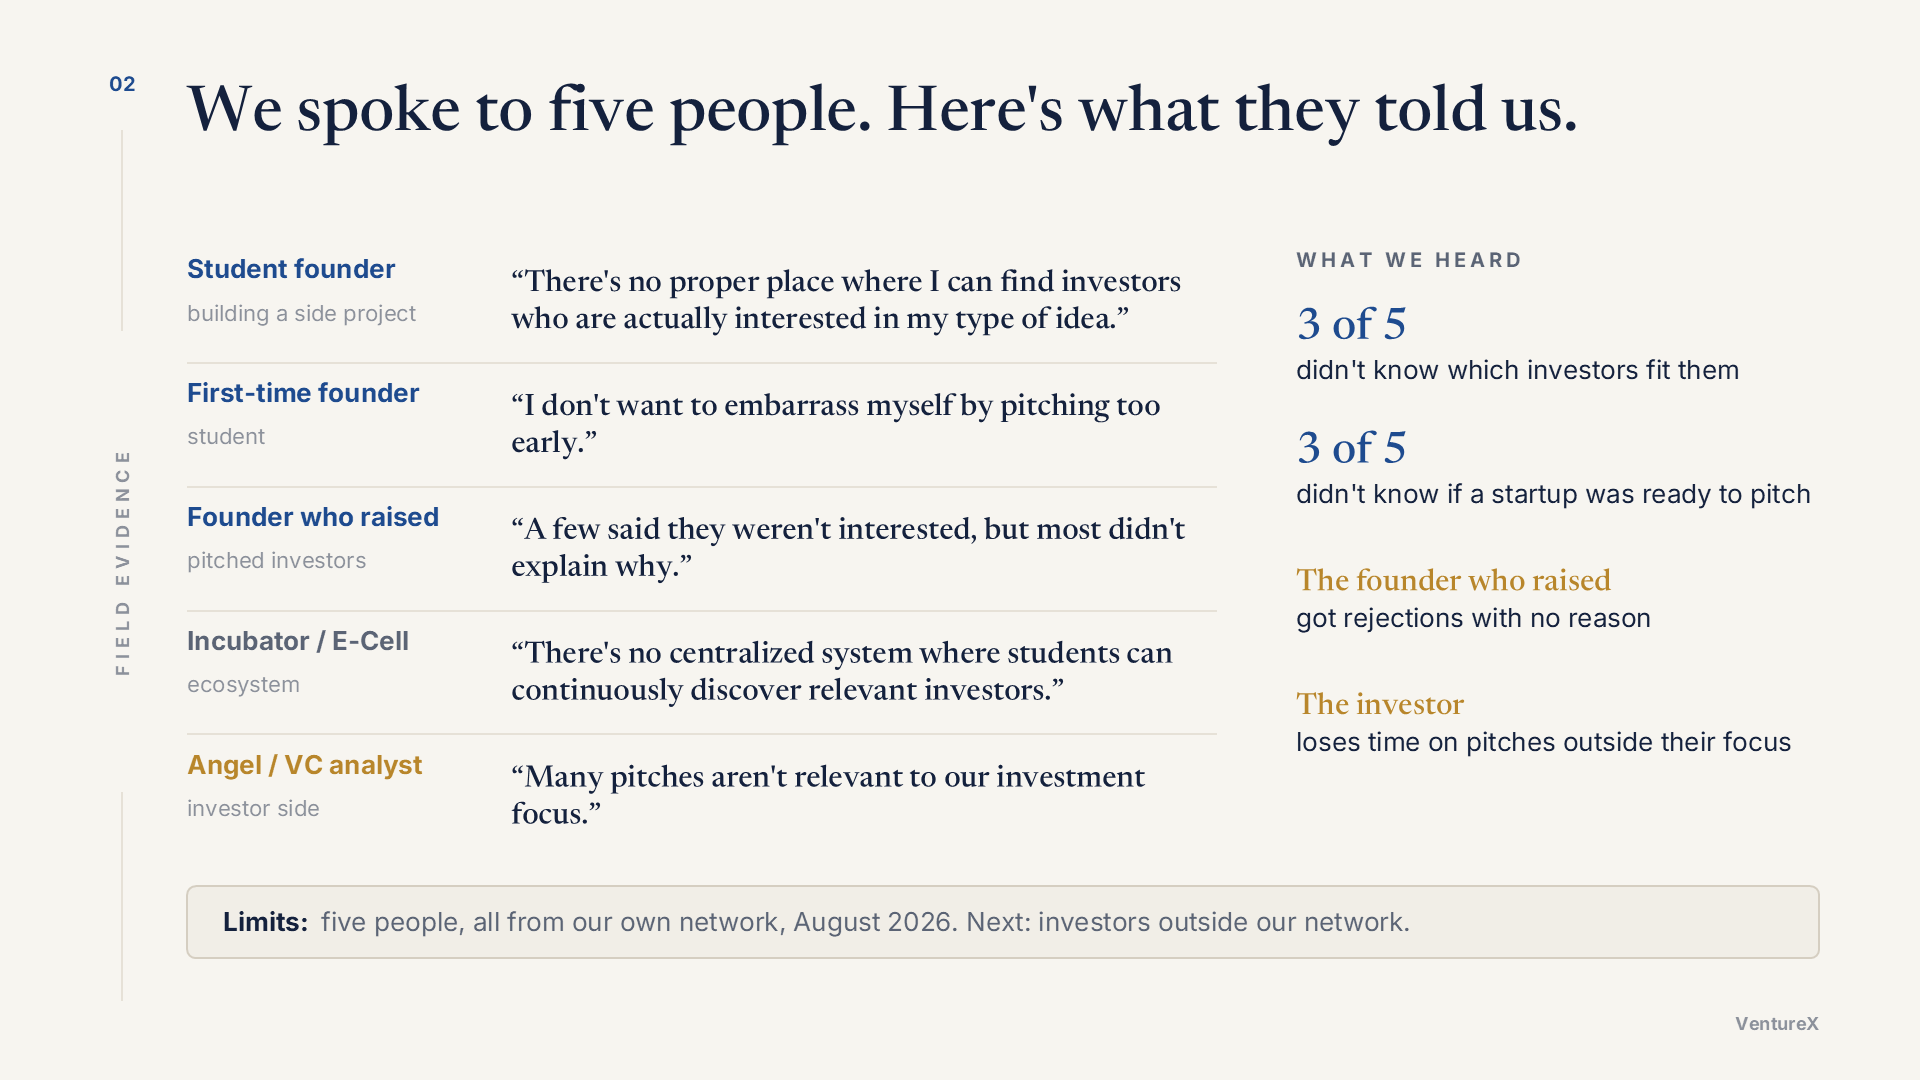 02
We spoke to five people. Here's what they told us.
FIELD EVIDENCE
Student founder
building a side project
“There's no proper place where I can find investors
who are actually interested in my type of idea.”
First-time founder
student
“I don't want to embarrass myself by pitching too
early.”
Founder who raised
pitched investors
“A few said they weren't interested, but most didn't
explain why.”
Incubator / E-Cell
ecosystem
“There's no centralized system where students can
continuously discover relevant investors.”
Angel / VC analyst
investor side
“Many pitches aren't relevant to our investment
focus.”
WHAT WE HEARD
3 of 5
didn't know which investors fit them
3 of 5
didn't know if a startup was ready to pitch
The founder who raised
got rejections with no reason
The investor
loses time on pitches outside their focus
Limits: five people, all from our own network, August 2026. Next: investors outside our network.
VentureX